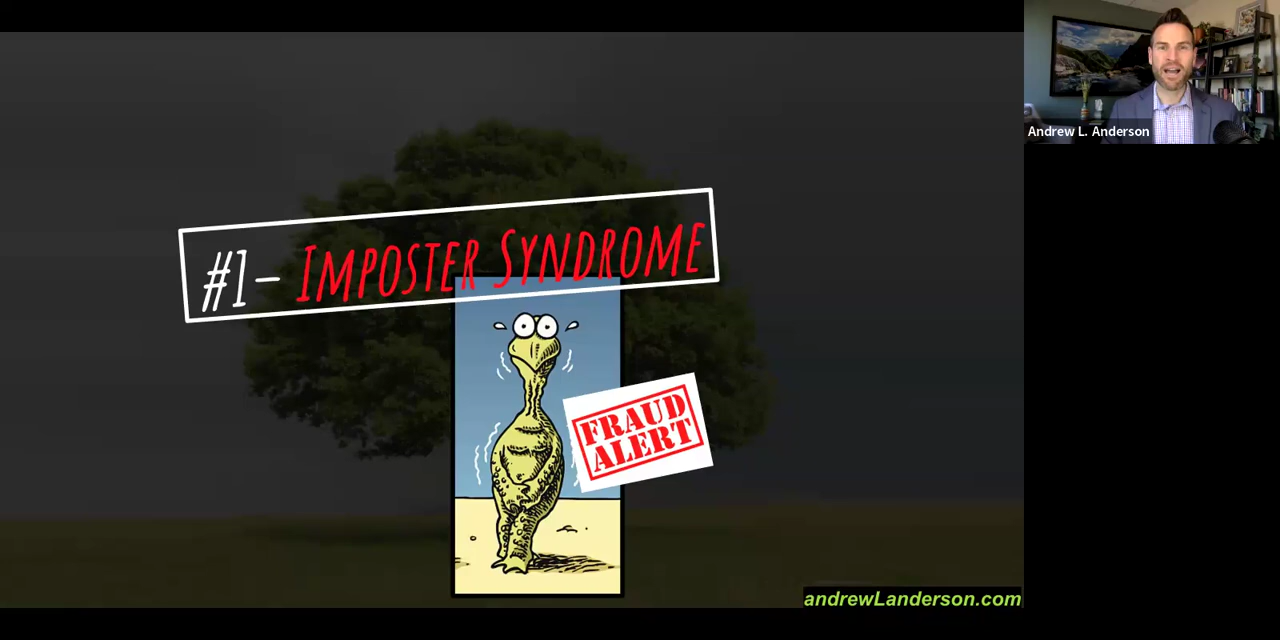 #1- Imposter Syndrome
FRAUD
ALERT
andrewLanderson.com
Andrew L. Anderson